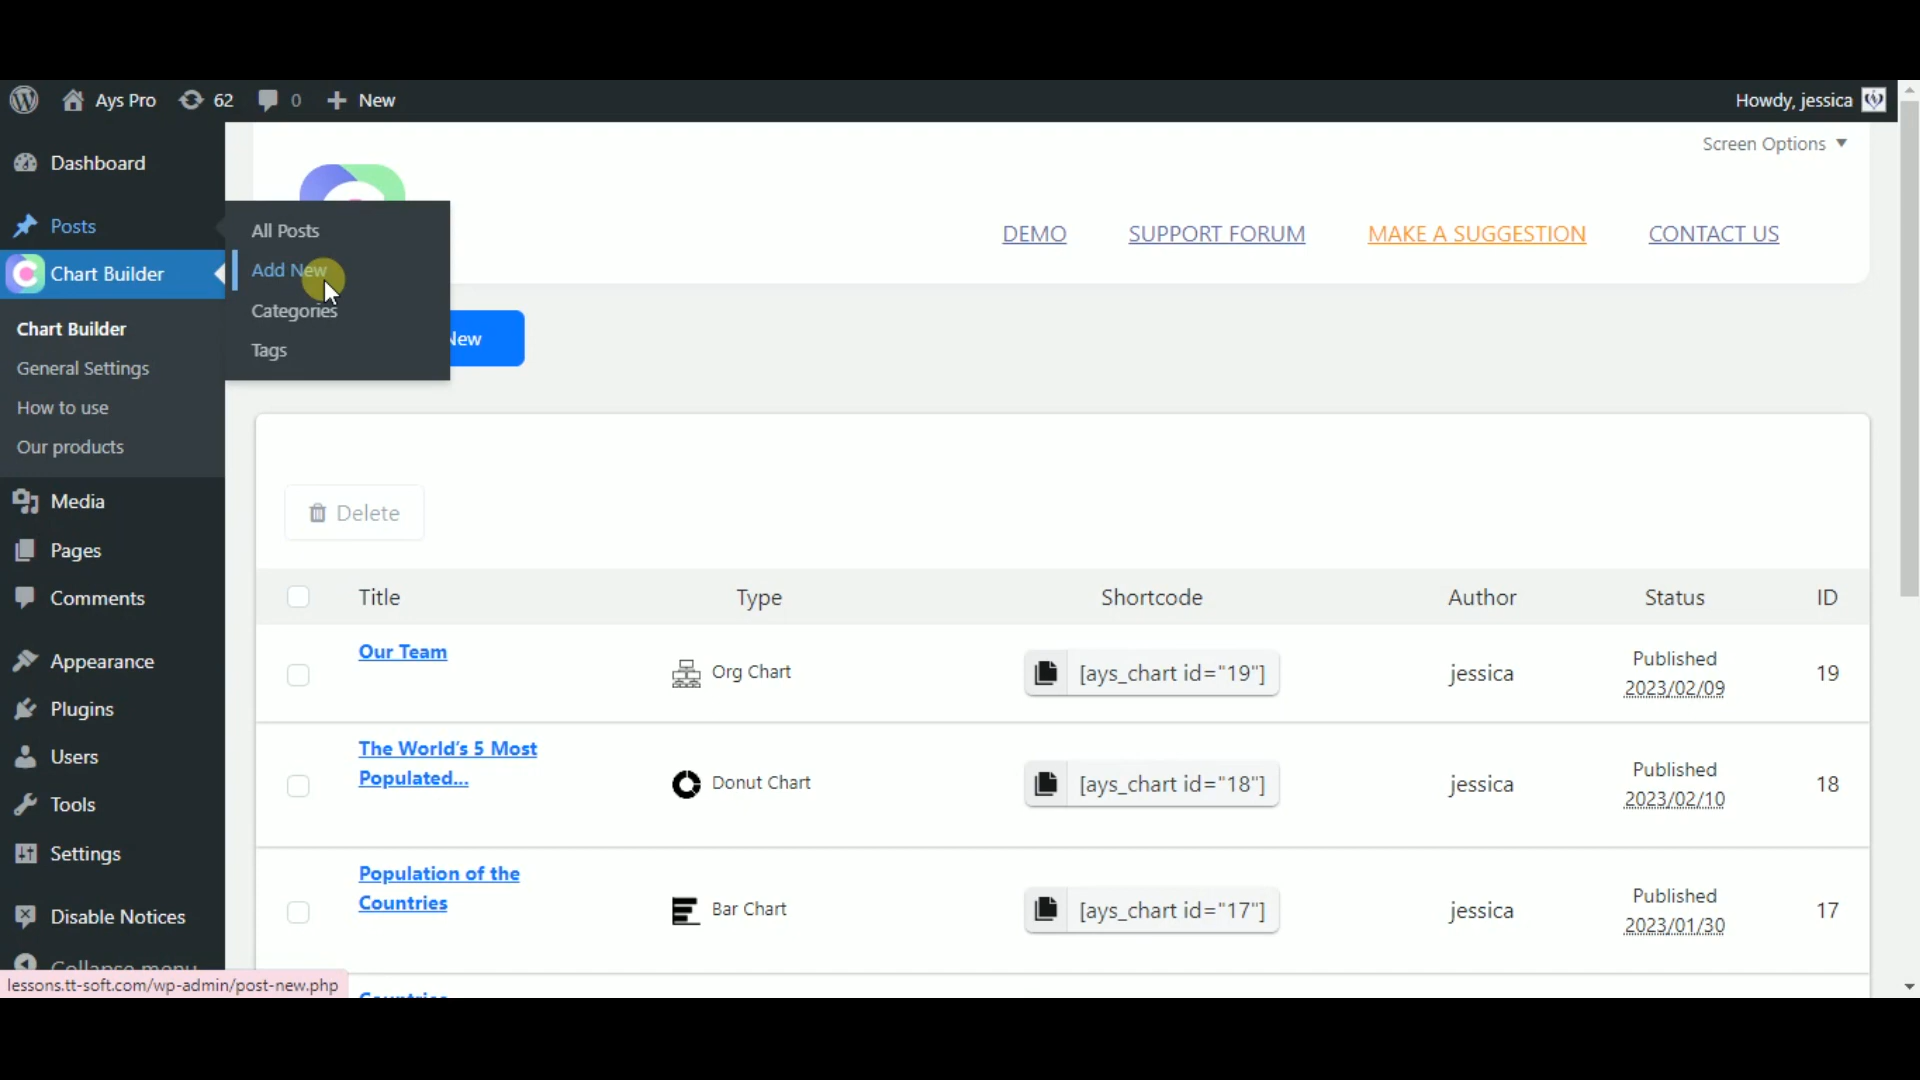 Ays Pro 62 0 New Howdy, jessica
Screen Options
Dashboard
Posts
All Posts
Add New
Categories
Tags
DEMO SUPPORT FORUM MAKE A SUGGESTION CONTACT US
Chart Builder
Chart Builder
General Settings
How to use
Our products
New
Media
Pages
Comments
Appearance
Plugins
Users
Tools
Settings
Disable Notices
Collapse menu
lessons.tt-soft.com/wp-admin/post-new.php
Delete
Title Type Shortcode Author Status ID
Our Team Org Chart [ays_chart id="19"] jessica Published 19
2023/02/09
The World's 5 Most
Populated... Donut Chart [ays_chart id="18"] jessica Published 18
2023/02/10
Population of the
Countries Bar Chart [ays_chart id="17"] jessica Published 17
2023/01/30
Countries